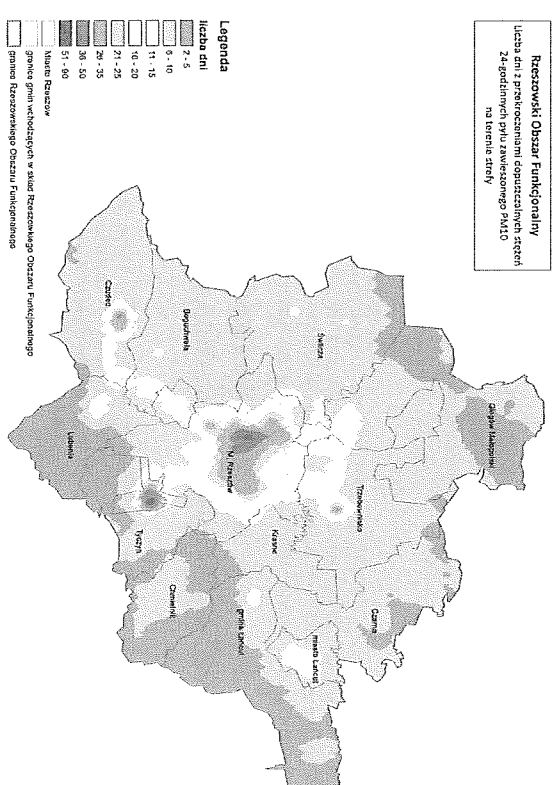 Rzeszowski Obszar Funkcjonalny
Liczba dni z przekroczeniami dopuszczalnych stężeń
24-godzinnych pyłu zawieszonego PM10
na terenie strefy
Głogów Małopolski
Świlcza
Trzebownisko
Czarna
miasto Łańcut
Krasne
gmina Łańcut
M. Rzeszów
Boguchwała
Czudec
Lubenia
Tyczyn
Chmielnik
Legenda
liczba dni
2 - 5
6 - 10
11 - 15
16 - 20
21 - 25
26 - 35
36 - 50
51 - 90
Miasto Rzeszów
granice gmin wchodzących w skład Rzeszowskiego Obszaru Funkcjonalnego
granica Rzeszowskiego Obszaru Funkcjonalnego